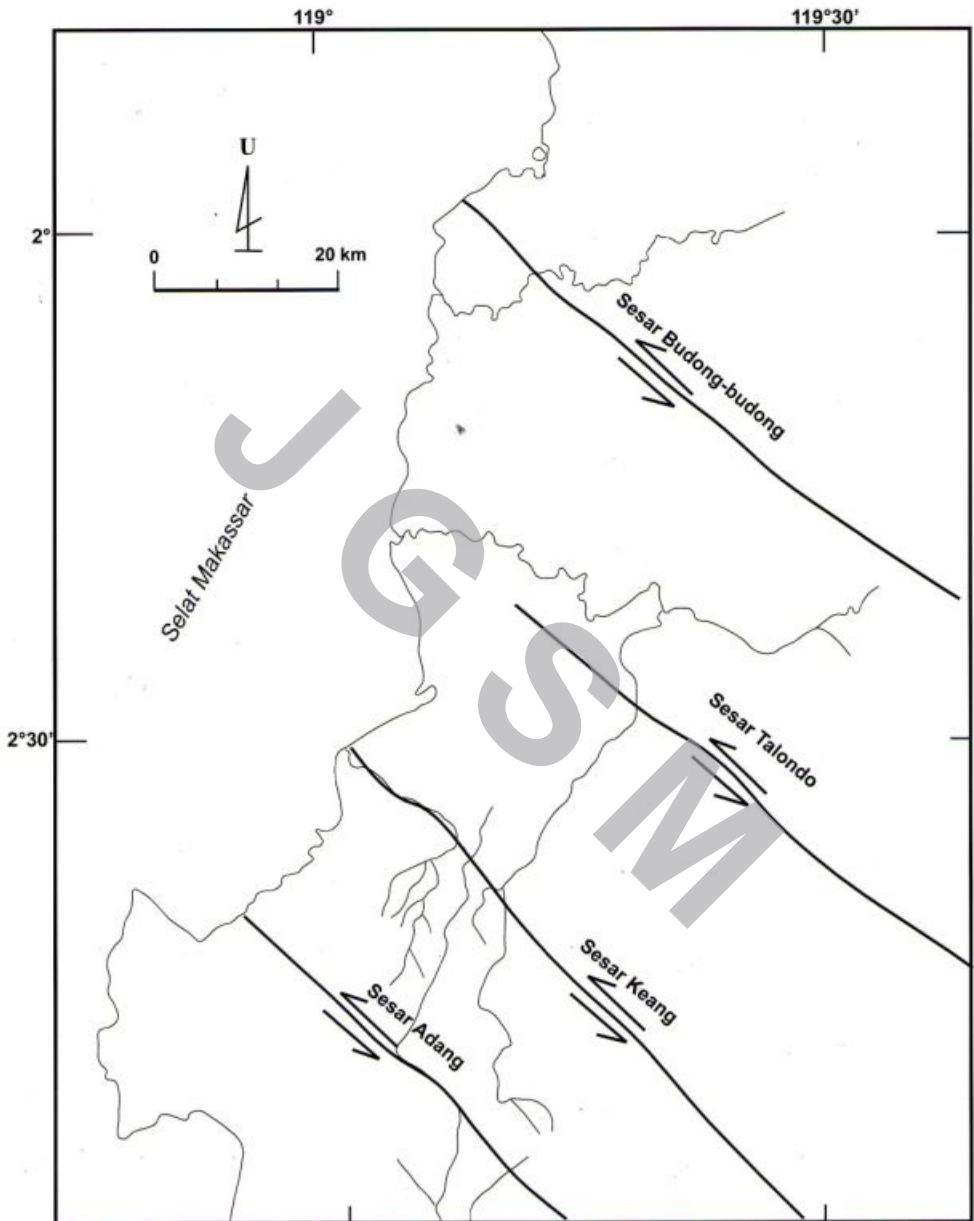 119°
119°30'
U
2°
0
20 km
Sesar Budong-budong
J
G
S
M
Selat Makassar
2°30'
Sesar Talondo
Sesar Keang
Sesar Adang